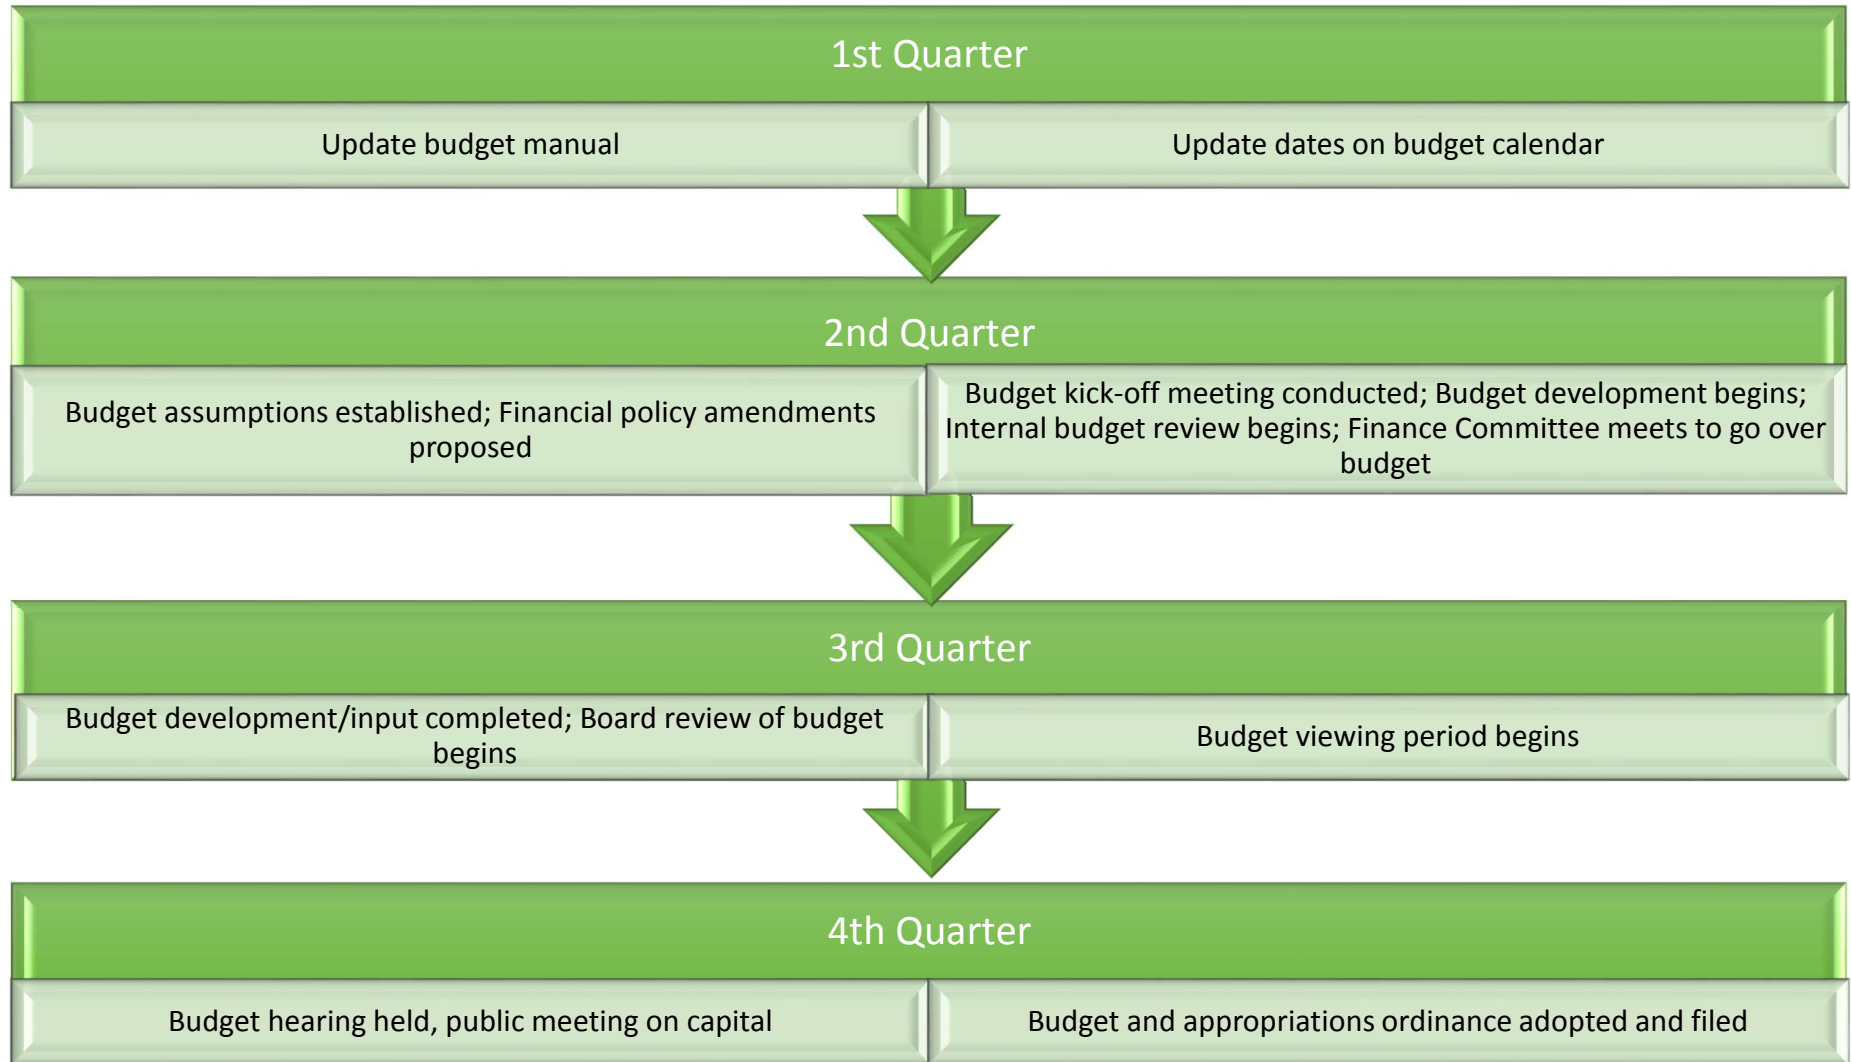 1st Quarter
Update budget manual
Update dates on budget calendar
2nd Quarter
Budget assumptions established; Financial policy amendments
proposed
Budget kick-off meeting conducted; Budget development begins;
Internal budget review begins; Finance Committee meets to go over
budget
3rd Quarter
Budget development/input completed; Board review of budget
begins
Budget viewing period begins
4th Quarter
Budget hearing held, public meeting on capital
Budget and appropriations ordinance adopted and filed